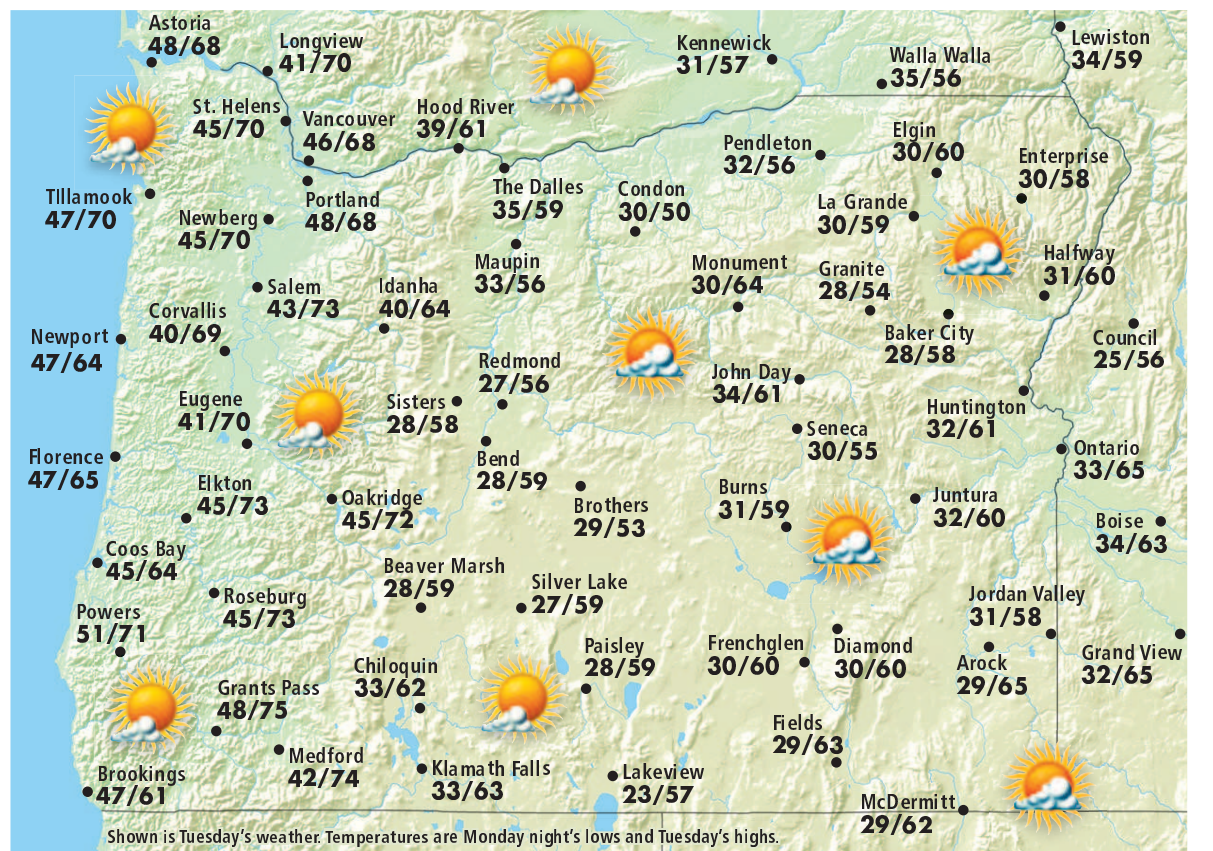 Astoria
48/68
Longview
41/70
Kennewick
31/57
Walla Walla
35/56
Lewiston
34/59
St. Helens
45/70
Vancouver
46/68
Hood River
39/61
Pendleton
32/56
Elgin
30/60
Enterprise
30/58
TIllamook
47/70
Portland
48/68
The Dalles
35/59
Condon
30/50
La Grande
30/59
Newberg
45/70
Maupin
33/56
Monument
30/64
Granite
28/54
Halfway
31/60
Salem
43/73
Idanha
40/64
Corvallis
40/69
Newport
47/64
Baker City
28/58
Council
25/56
Redmond
27/56
John Day
34/61
Eugene
41/70
Sisters
28/58
Huntington
32/61
Seneca
30/55
Florence
47/65
Bend
28/59
Ontario
33/65
Elkton
45/73
Oakridge
45/72
Brothers
29/53
Burns
31/59
Juntura
32/60
Boise
34/63
Coos Bay
45/64
Beaver Marsh
28/59
Silver Lake
27/59
Roseburg
45/73
Jordan Valley
31/58
Powers
51/71
Paisley
28/59
Frenchglen
30/60
Diamond
30/60
Arock
29/65
Grand View
32/65
Chiloquin
33/62
Grants Pass
48/75
Fields
29/63
Medford
42/74
Klamath Falls
33/63
Lakeview
23/57
Brookings
47/61
McDermitt
29/62
Shown is Tuesday's weather. Temperatures are Monday night's lows and Tuesday's highs.